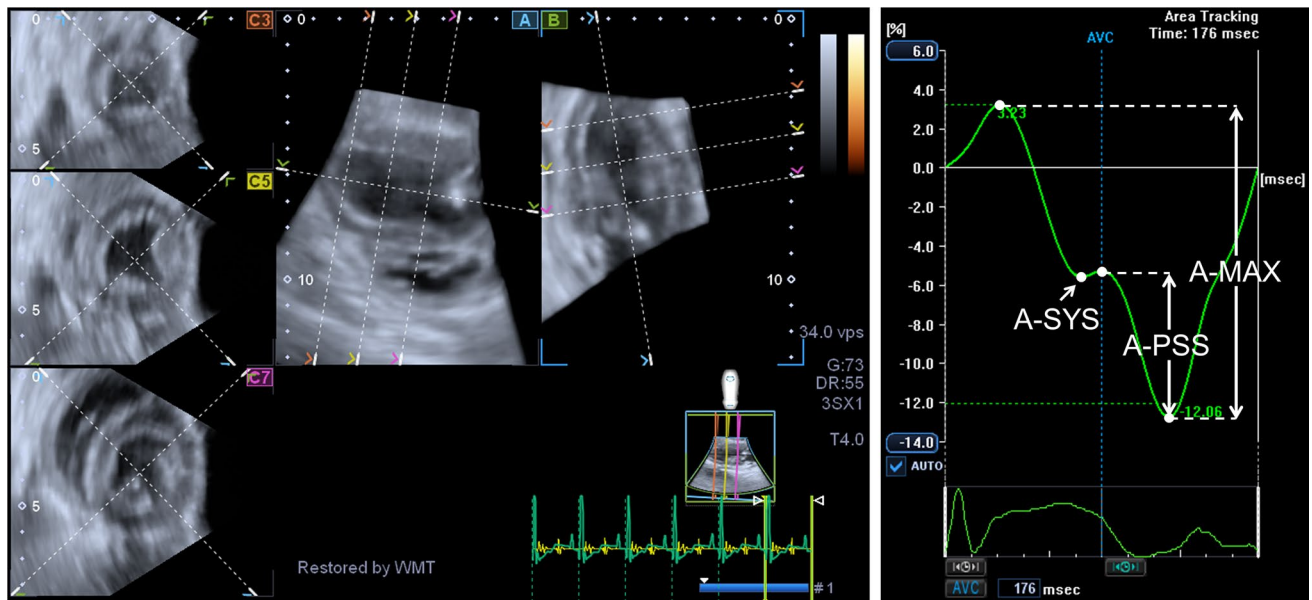 C3
0
A
B
0
5
C5
0
10
10
5
34.0 vps
G:73
DR:55
3SX1
T4.0
C7
0
5
Restored by WMT
#1
Area Tracking
Time: 176 msec
[%]
AVC
6.0
4.0
3.23
2.0
0.0
[msec]
-2.0
-4.0
-6.0
A-MAX
A-SYS
-8.0
A-PSS
-10.0
-12.0
-12.06
-14.0
AUTO
AVC
176
msec